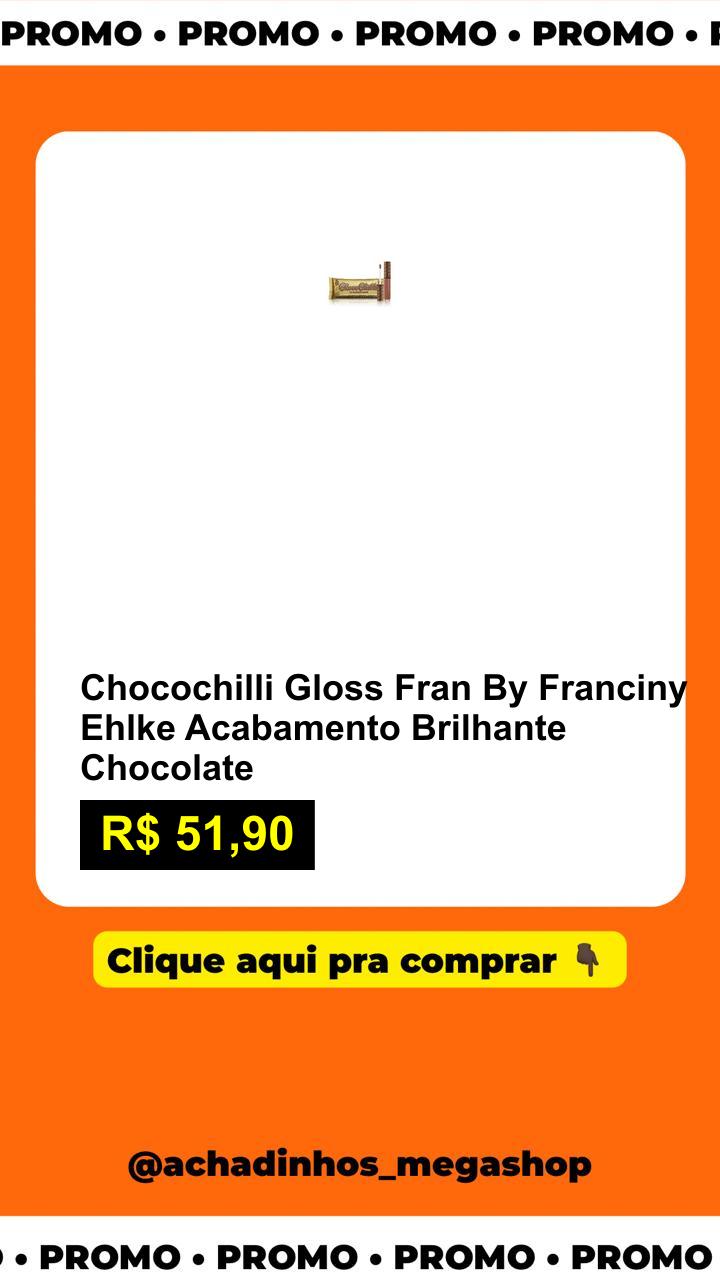 PROMO • PROMO • PROMO • PROMO •
Chocochilli Gloss Fran By Franciny
Ehlke Acabamento Brilhante
Chocolate
R$ 51,90
Clique aqui pra comprar 👇
@achadinhos_megashop
• PROMO • PROMO • PROMO • PROMO